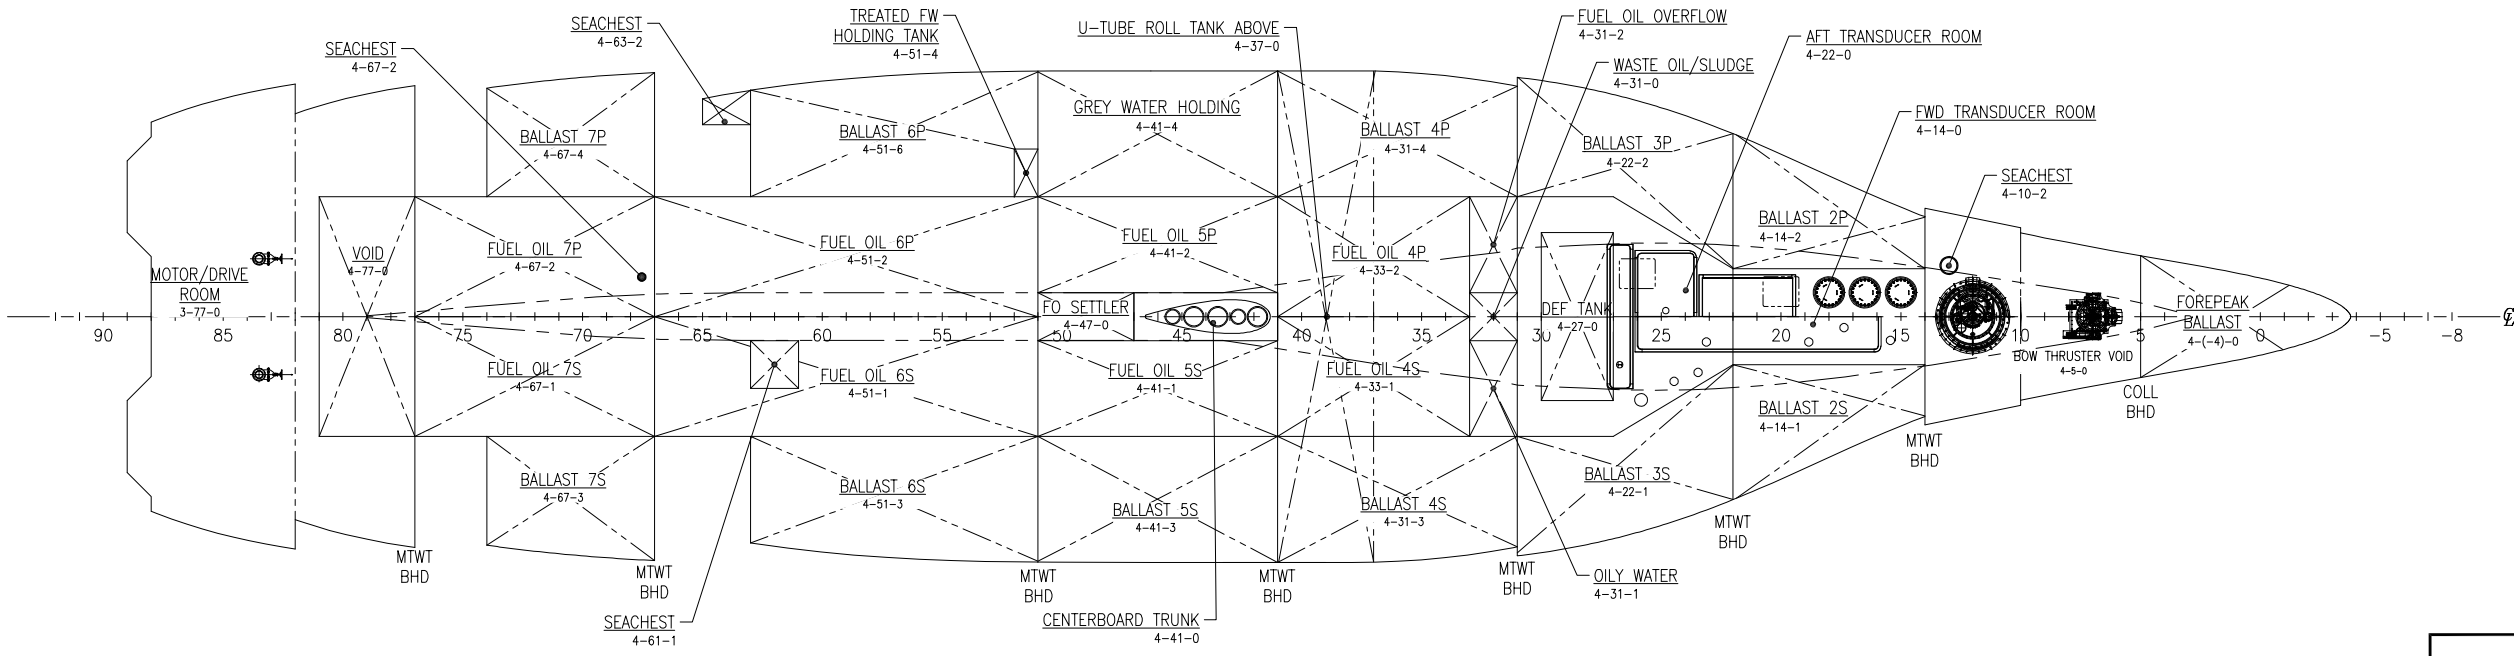 SEACHEST
4-67-2
SEACHEST
4-63-2
TREATED FW
HOLDING TANK
4-51-4
U-TUBE ROLL TANK ABOVE
4-37-0
FUEL OIL OVERFLOW
4-31-2
WASTE OIL/SLUDGE
4-31-0
AFT TRANSDUCER ROOM
4-22-0
FWD TRANSDUCER ROOM
4-14-0
SEACHEST
4-10-2
BALLAST 7P
4-67-4
BALLAST 6P
4-51-6
GREY WATER HOLDING
4-41-4
BALLAST 4P
4-31-4
BALLAST 3P
4-22-2
BALLAST 2P
4-14-2
VOID
4-77-0
FUEL OIL 7P
4-67-2
FUEL OIL 6P
4-51-2
FUEL OIL 5P
4-41-2
FUEL OIL 4P
4-33-2
MOTOR/DRIVE
ROOM
3-77-0
FO SETTLER
4-47-0
DEF TANK
4-27-0
FOREPEAK
BALLAST
4-(-4)-0
90 85 80 75 70 65 60 55 50 45 40 35 30 25 20 15 10 5 0 -5 -8
BOW THRUSTER VOID
4-5-0
FUEL OIL 7S
4-67-1
FUEL OIL 6S
4-51-1
FUEL OIL 5S
4-41-1
FUEL OIL 4S
4-33-1
COLL
BHD
BALLAST 2S
4-14-1
MTWT
BHD
BALLAST 7S
4-67-3
BALLAST 6S
4-51-3
BALLAST 5S
4-41-3
BALLAST 4S
4-31-3
BALLAST 3S
4-22-1
MTWT
BHD
MTWT
BHD
MTWT
BHD
MTWT
BHD
MTWT
BHD
MTWT
BHD
OILY WATER
4-31-1
SEACHEST
4-61-1
CENTERBOARD TRUNK
4-41-0